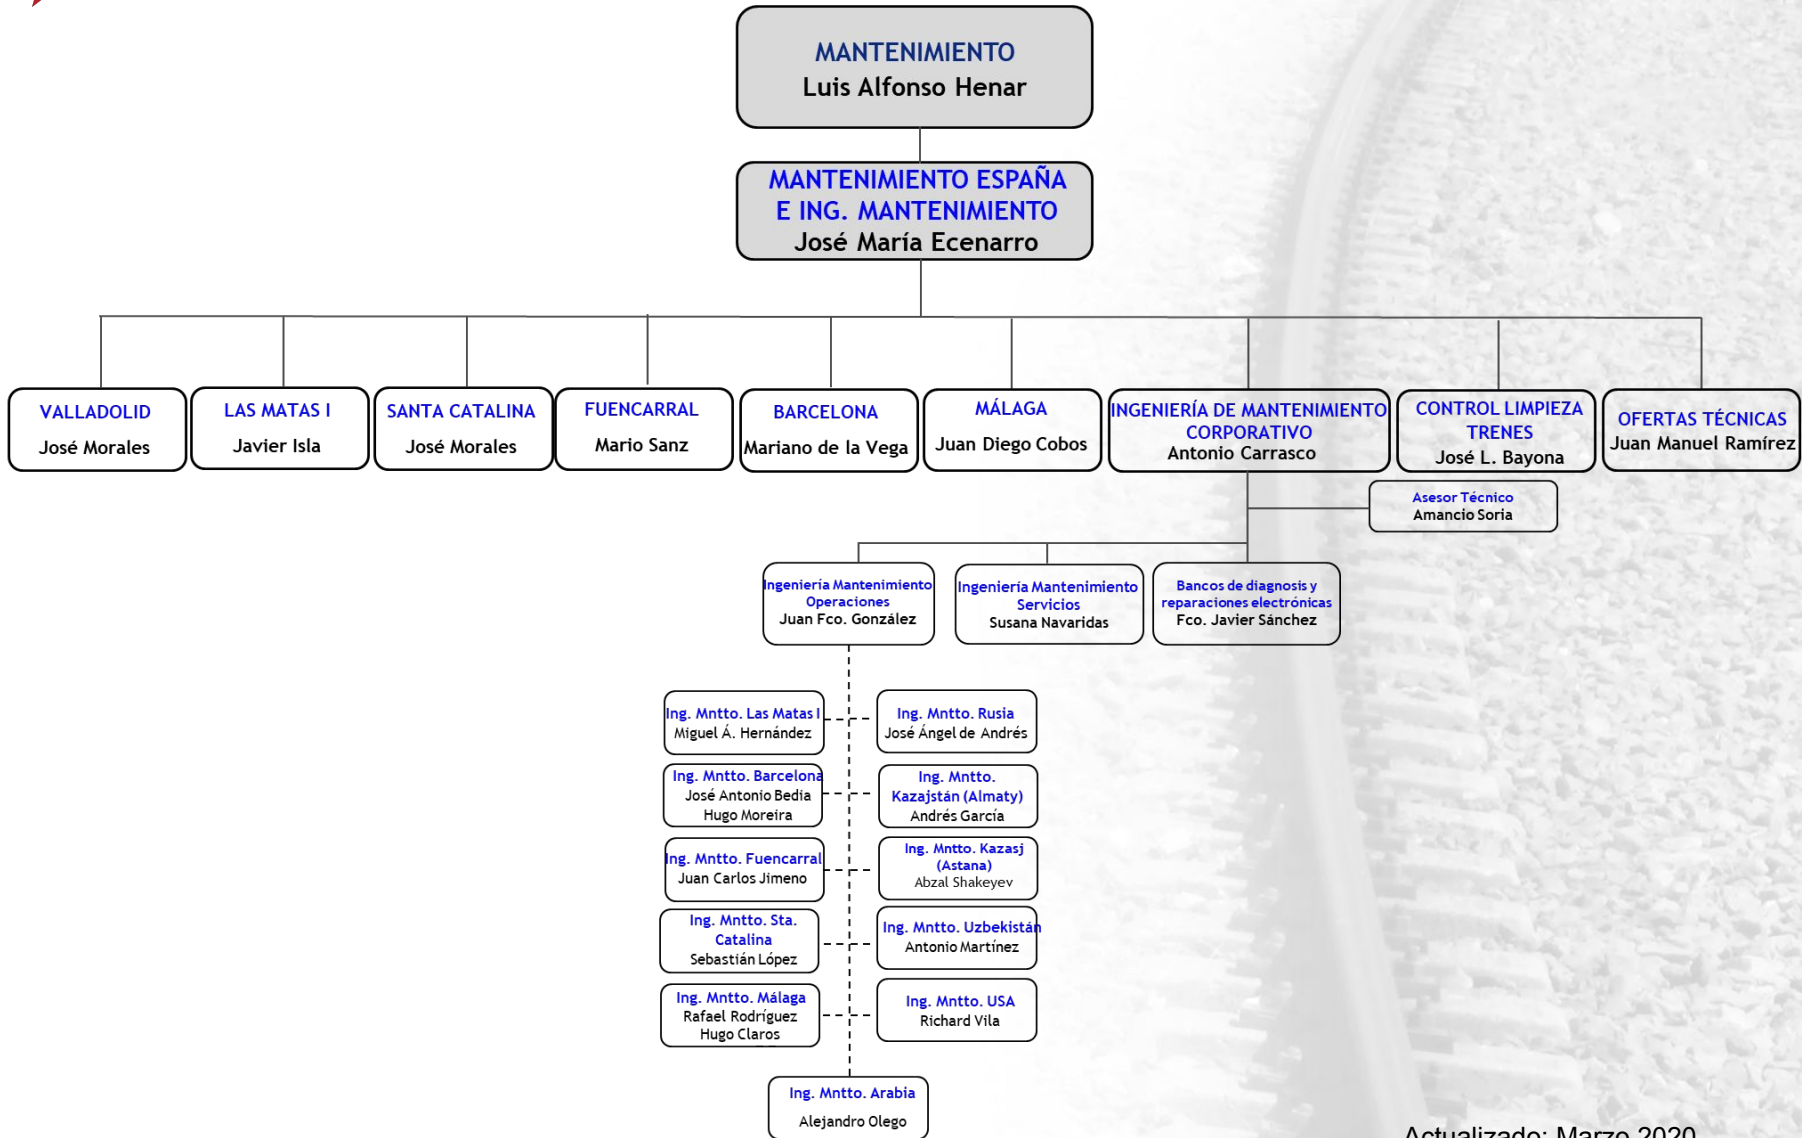 MANTENIMIENTO
Luis Alfonso Henar
MANTENIMIENTO ESPAÑA
E ING. MANTENIMIENTO
José María Ecenarro
VALLADOLID
José Morales
LAS MATAS I
Javier Isla
SANTA CATALINA
José Morales
FUENCARRAL
Mario Sanz
BARCELONA
Mariano de la Vega
MÁLAGA
Juan Diego Cobos
INGENIERÍA DE MANTENIMIENTO
CORPORATIVO
Antonio Carrasco
CONTROL LIMPIEZA
TRENES
José L. Bayona
OFERTAS TÉCNICAS
Juan Manuel Ramírez
Asesor Técnico
Amancio Soria
Ingeniería Mantenimiento
Operaciones
Juan Fco. González
Ingeniería Mantenimiento
Servicios
Susana Navaridas
Bancos de diagnosis y
reparaciones electrónicas
Fco. Javier Sánchez
Ing. Mntto. Las Matas I
Miguel Á. Hernández
Ing. Mntto. Rusia
José Ángel de Andrés
Ing. Mntto. Barcelona
José Antonio Bedia
Hugo Moreira
Ing. Mntto.
Kazajstán (Almaty)
Andrés García
Ing. Mntto. Fuencarral
Juan Carlos Jimeno
Ing. Mntto. Kazasj
(Astana)
Abzal Shakeyev
Ing. Mntto. Sta.
Catalina
Sebastián López
Ing. Mntto. Uzbekistán
Antonio Martínez
Ing. Mntto. Málaga
Rafael Rodríguez
Hugo Claros
Ing. Mntto. USA
Richard Vila
Ing. Mntto. Arabia
Alejandro Olego
Actualizado: Marzo 2020